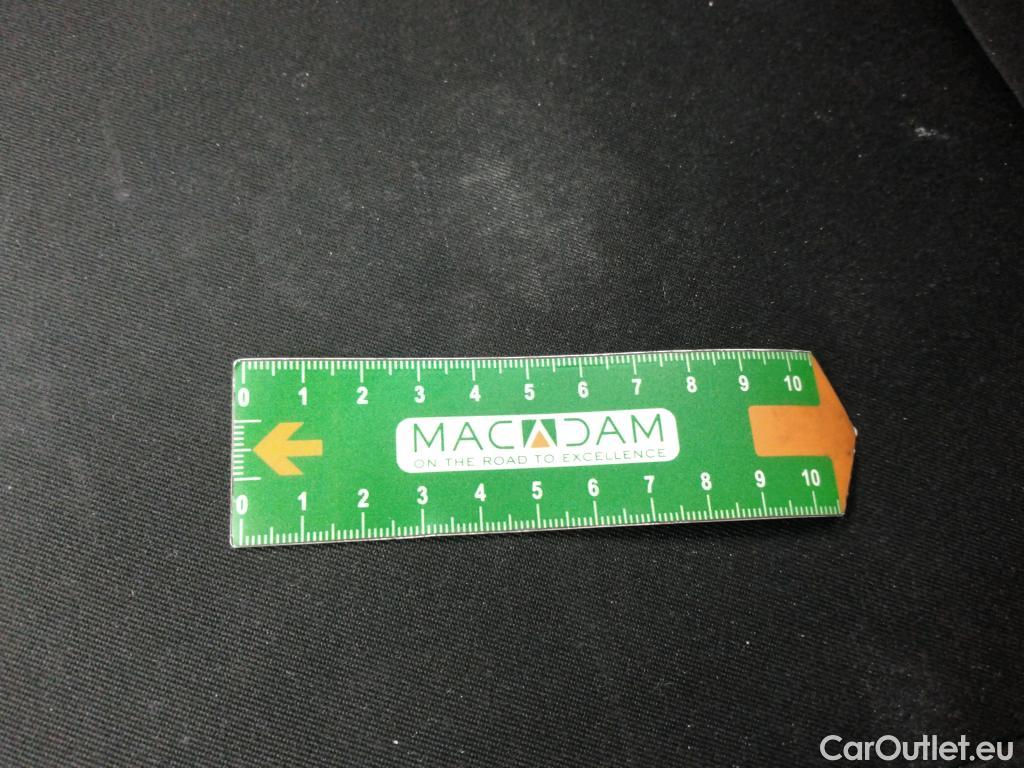 0 1 2 3 4 5 6 7 8 9 10
MACADAM
ON THE ROAD TO EXCELLENCE
0 1 2 3 4 5 6 7 8 9 10
CarOutlet.eu